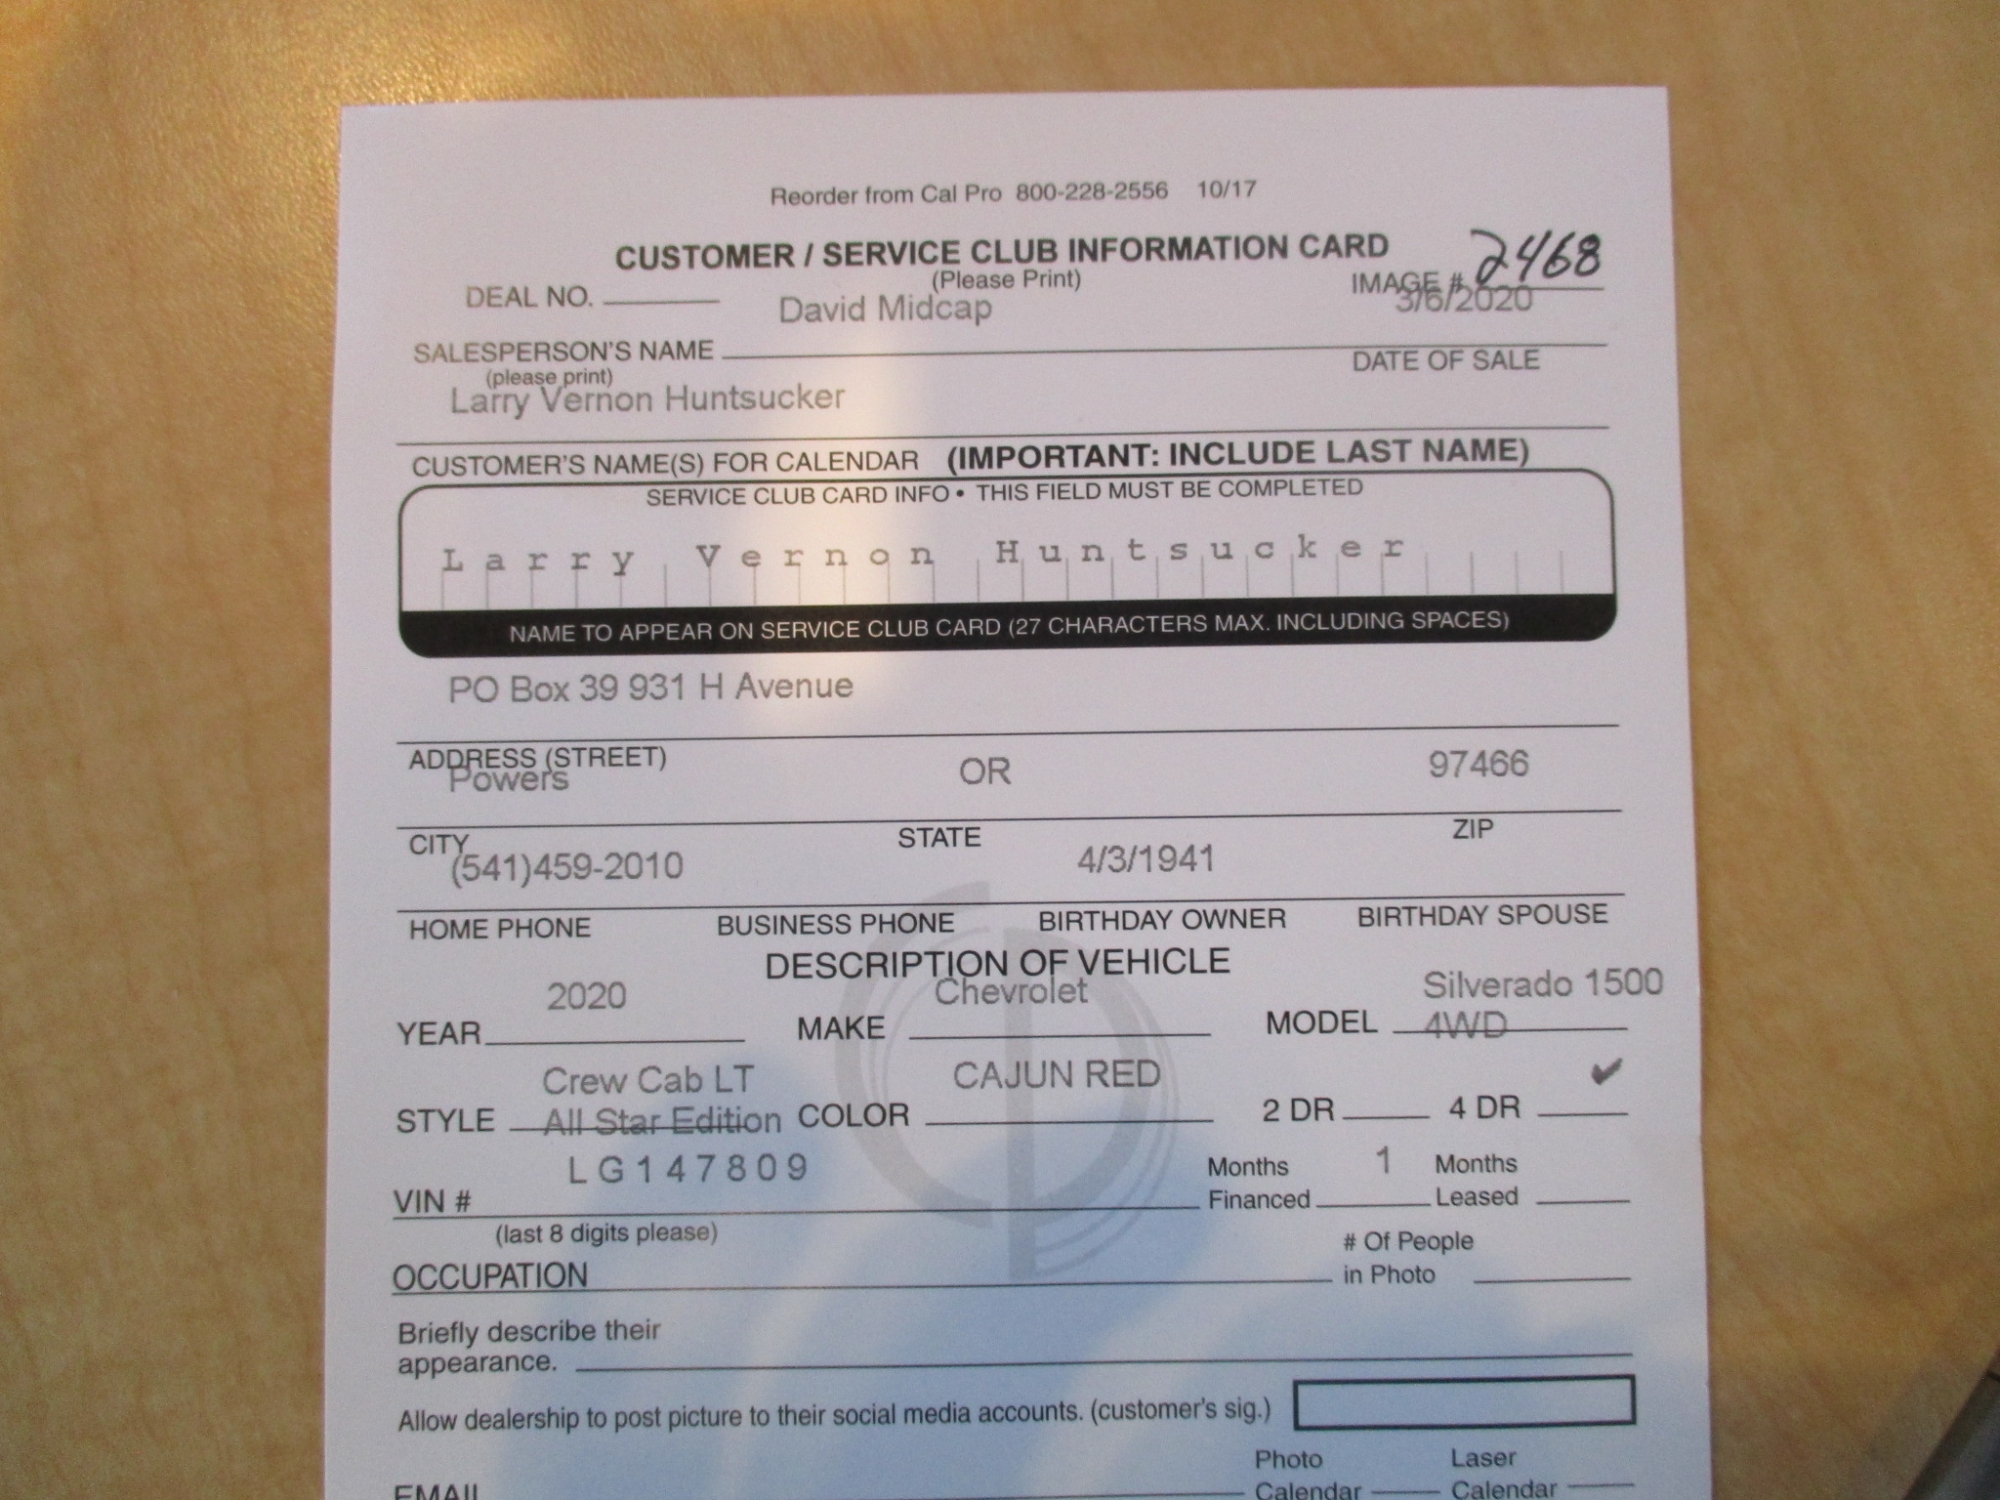 Reorder from Cal Pro 800-228-2556 10/17
CUSTOMER / SERVICE CLUB INFORMATION CARD
(Please Print)
DEAL NO.
IMAGE # 2468
David Midcap
3/6/2020
SALESPERSON'S NAME
DATE OF SALE
(please print)
Larry Vernon Huntsucker
CUSTOMER'S NAME(S) FOR CALENDAR (IMPORTANT: INCLUDE LAST NAME)
SERVICE CLUB CARD INFO • THIS FIELD MUST BE COMPLETED
Larry Vernon Huntsucker
NAME TO APPEAR ON SERVICE CLUB CARD (27 CHARACTERS MAX. INCLUDING SPACES)
PO Box 39 931 H Avenue
ADDRESS (STREET)
Powers OR 97466
CITY STATE ZIP
(541)459-2010 4/3/1941
HOME PHONE BUSINESS PHONE BIRTHDAY OWNER BIRTHDAY SPOUSE
DESCRIPTION OF VEHICLE
2020 Chevrolet Silverado 1500
YEAR MAKE MODEL 4WD
Crew Cab LT CAJUN RED ✔
STYLE All Star Edition COLOR 2 DR 4 DR
LG147809 Months 1 Months
VIN # Financed Leased
(last 8 digits please)
# Of People
OCCUPATION in Photo
Briefly describe their
appearance.
Allow dealership to post picture to their social media accounts. (customer's sig.)
Photo Laser
EMAIL Calendar Calendar